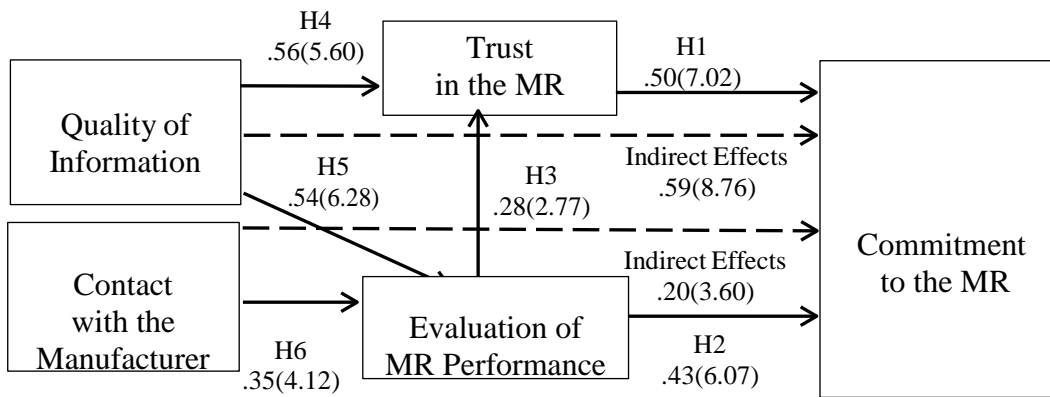 H4
.56(5.60)
Trust
in the MR
H1
.50(7.02)
Quality of
Information
H5
.54(6.28)
H3
.28(2.77)
Indirect Effects
.59(8.76)
Commitment
to the MR
Contact
with the
Manufacturer
Indirect Effects
.20(3.60)
Evaluation of
MR Performance
H6
.35(4.12)
H2
.43(6.07)